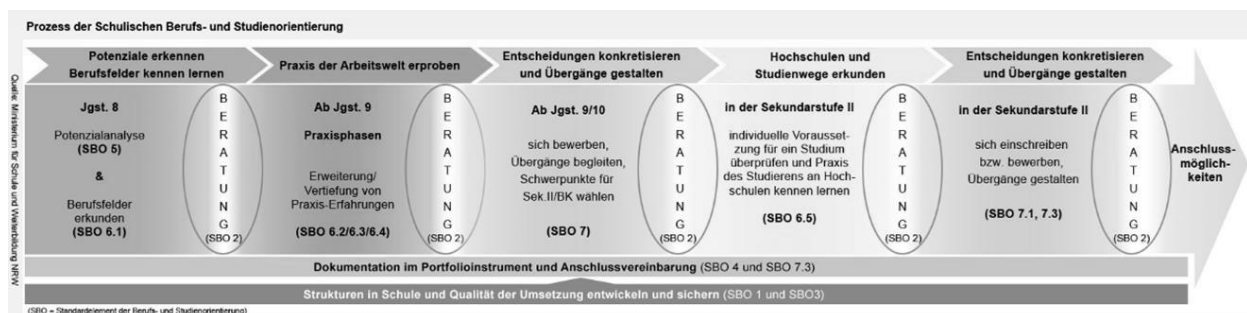 Prozess der Schulischen Berufs- und Studienorientierung
Potenziale erkennen
Berufsfelder kennen lernen
Praxis der Arbeitswelt erproben
Entscheidungen konkretisieren
und Übergänge gestalten
Hochschulen und
Studienwege erkunden
Entscheidungen konkretisieren
und Übergänge gestalten
Jgst. 8
Potenzialanalyse
(SBO 5)
&
Berufsfelder
erkunden
(SBO 6.1)
BERATUNG
(SBO 2)
Ab Jgst. 9
Praxisphasen
Erweiterung/
Vertiefung von
Praxis-Erfahrungen
(SBO 6.2/6.3/6.4)
BERATUNG
(SBO 2)
Ab Jgst. 9/10
sich bewerben,
Übergänge begleiten,
Schwerpunkte für
Sek.II/BK wählen
(SBO 7)
BERATUNG
(SBO 2)
in der Sekundarstufe II
individuelle Vorausset-
zung für ein Studium
überprüfen und Praxis
des Studierens an Hoch-
schulen kennen lernen
(SBO 6.5)
BERATUNG
(SBO 2)
in der Sekundarstufe II
sich einschreiben
bzw. bewerben,
Übergänge gestalten
(SBO 7.1, 7.3)
BERATUNG
(SBO 2)
Anschluss-
möglich-
keiten
Dokumentation im Portfolioinstrument und Anschlussvereinbarung (SBO 4 und SBO 7.3)
Strukturen in Schule und Qualität der Umsetzung entwickeln und sichern (SBO 1 und SBO3)
(SBO = Standardelement der Berufs- und Studienorientierung)
Quelle: Ministerium für Schule und Weiterbildung NRW